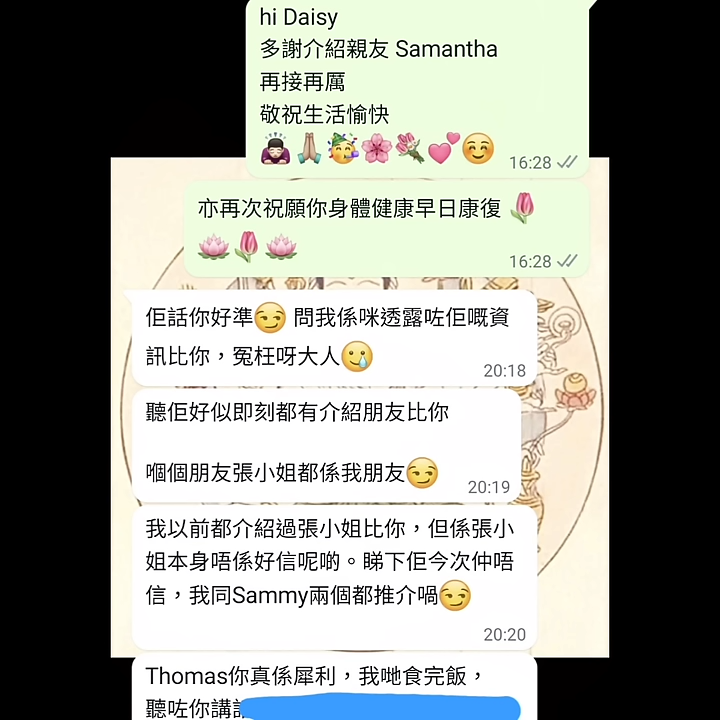 hi Daisy
多謝介紹親友 Samantha
再接再厲
敬祝生活愉快
🙇🏻‍♂️🙏🏼🥳🌸💐💕☺️ 16:28
亦再次祝願你身體健康早日康復 🌷
🪷🌷🪷 16:28
佢話你好準😏 問我係咪透露咗佢嘅資
訊比你，冤枉呀大人🥲 20:18
聽佢好似即刻都有介紹朋友比你
嗰個朋友張小姐都係我朋友😏 20:19
我以前都介紹過張小姐比你，但係張小
姐本身唔係好信呢啲。睇下佢今次仲唔
信，我同Sammy兩個都推介喎😏
20:20
Thomas你真係犀利，我哋食完飯，
聽咗你講